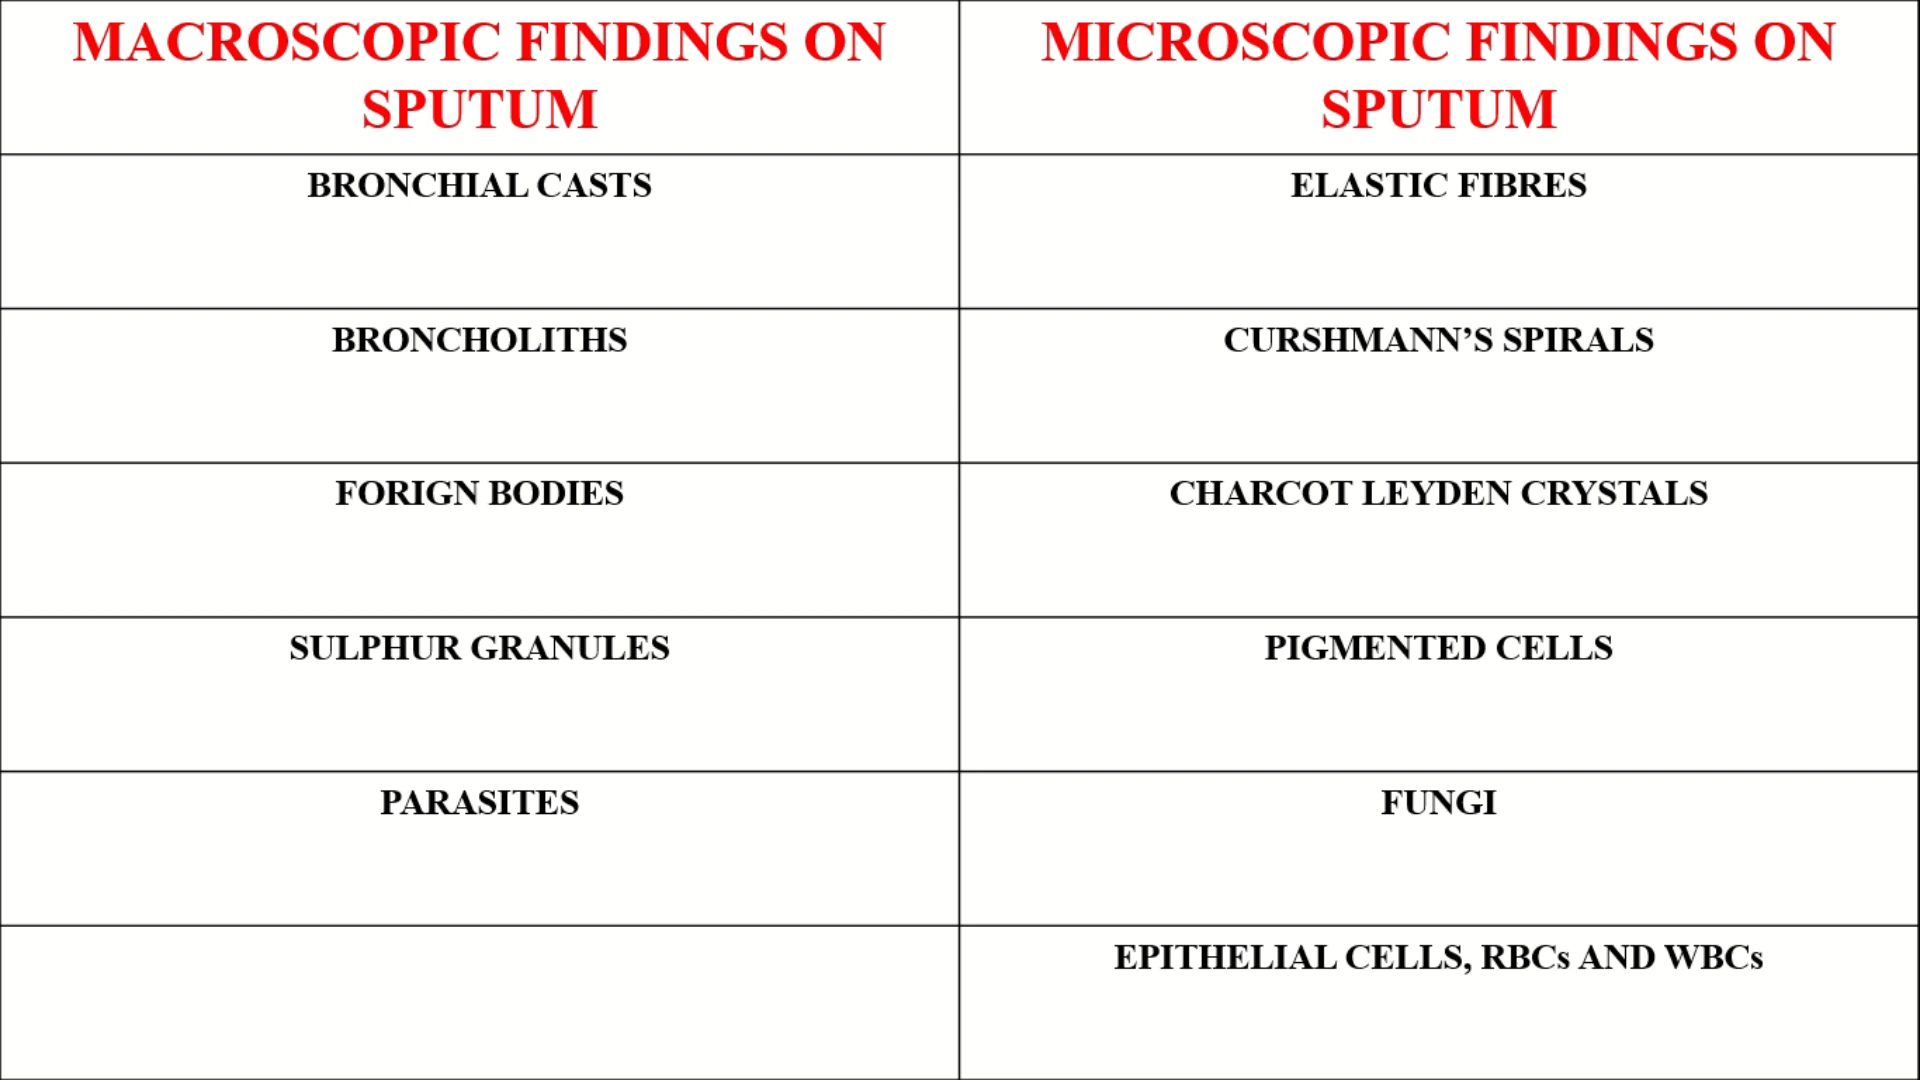 MACROSCOPIC FINDINGS ON
SPUTUM
MICROSCOPIC FINDINGS ON
SPUTUM
BRONCHIAL CASTS
ELASTIC FIBRES
BRONCHOLITHS
CURSHMANN’S SPIRALS
FORIGN BODIES
CHARCOT LEYDEN CRYSTALS
SULPHUR GRANULES
PIGMENTED CELLS
PARASITES
FUNGI
EPITHELIAL CELLS, RBCs AND WBCs